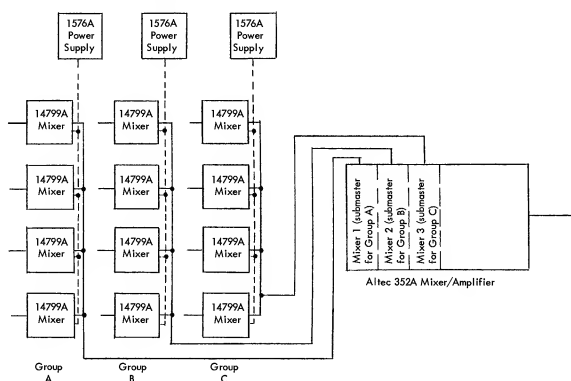 1576A
Power
Supply
1576A
Power
Supply
1576A
Power
Supply
14799A
Mixer
14799A
Mixer
14799A
Mixer
14799A
Mixer
14799A
Mixer
14799A
Mixer
14799A
Mixer
14799A
Mixer
14799A
Mixer
14799A
Mixer
14799A
Mixer
14799A
Mixer
Mixer 1 (submaster
for Group A)
Mixer 2 (submaster
for Group B)
Mixer 3 (submaster
for Group C)
Altec 352A Mixer/Amplifier
Group
A
Group
B
Group
C